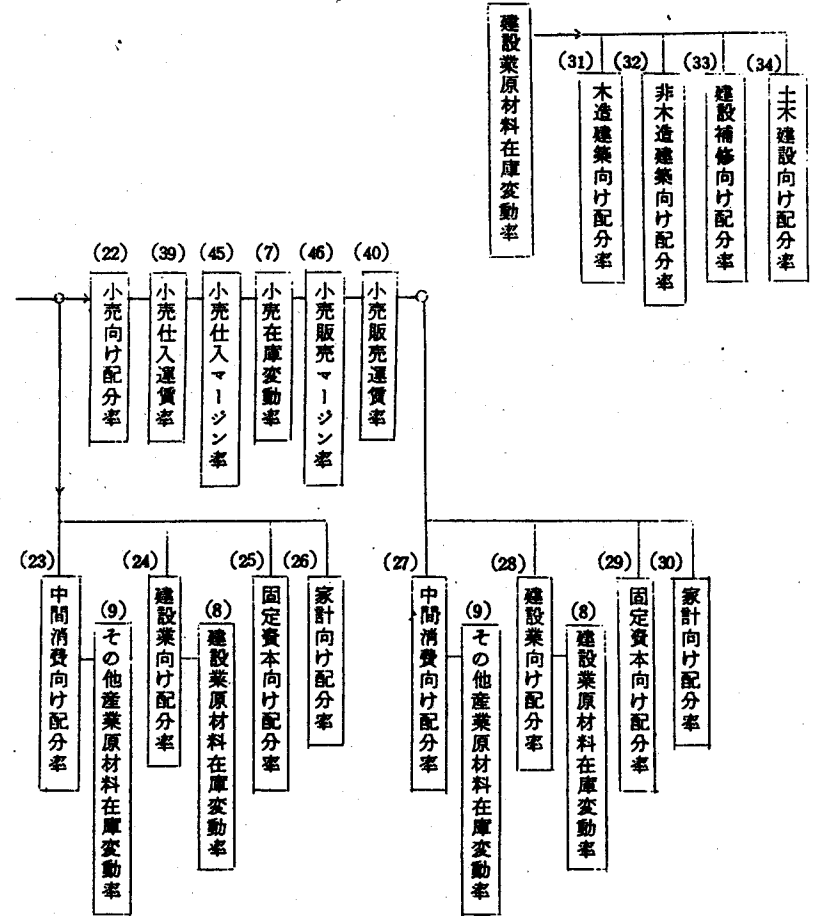 建設業原材料在庫変動率
(31)
木造建築向け配分率
(32)
非木造建築向け配分率
(33)
建設補修向け配分率
(34)
土木建設向け配分率
(22)
小売向け配分率
(39)
小売仕入運賃率
(45)
小売仕入マージン率
(7)
小売在庫変動率
(46)
小売販売マージン率
(40)
小売販売運賃率
(23)
中間消費向け配分率
(9)
その他産業原材料在庫変動率
(24)
建設業向け配分率
(8)
建設業原材料在庫変動率
(25)
固定資本向け配分率
(26)
家計向け配分率
(27)
中間消費向け配分率
(9)
その他産業原材料在庫変動率
(28)
建設業向け配分率
(8)
建設業原材料在庫変動率
(29)
固定資本向け配分率
(30)
家計向け配分率